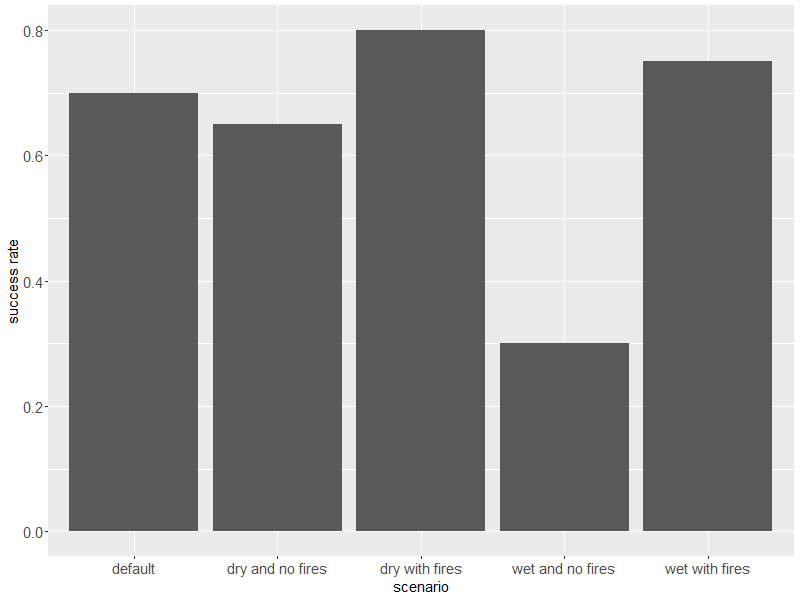 0.8
0.6
0.4
0.2
0.0
success rate
default dry and no fires dry with fires wet and no fires wet with fires
scenario